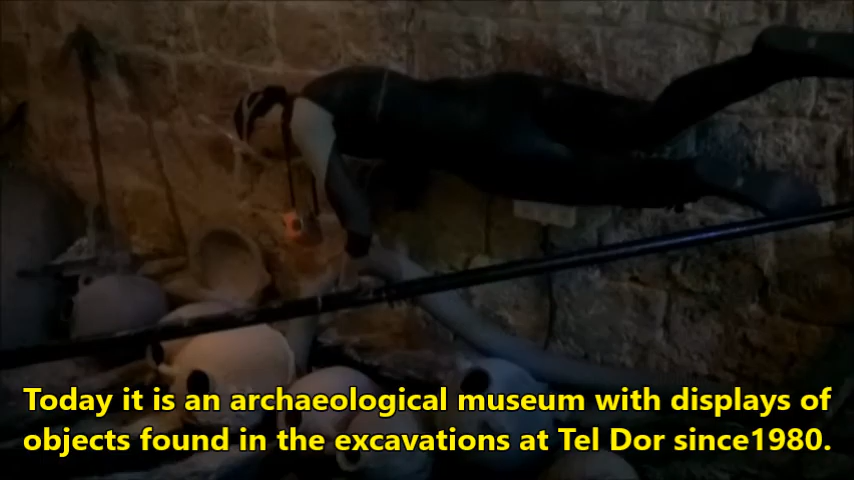 Today it is an archaeological museum with displays of
objects found in the excavations at Tel Dor since1980.